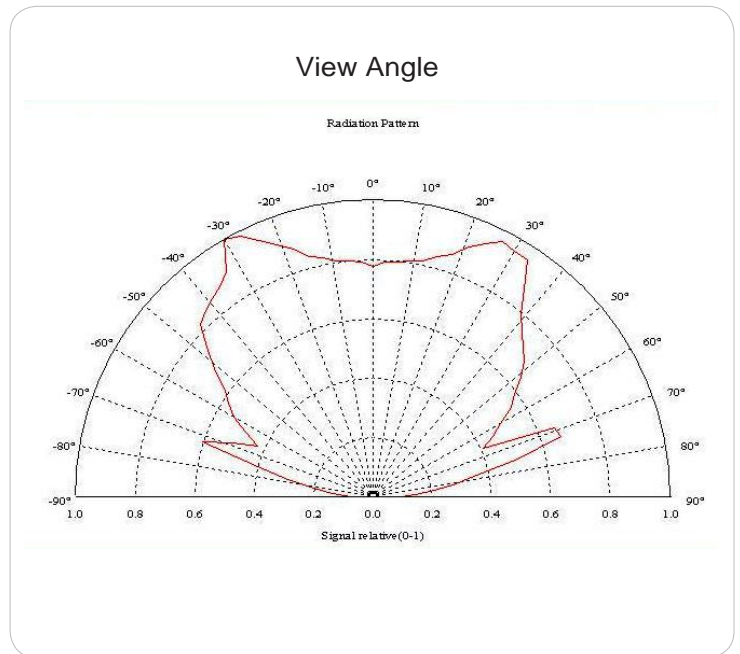 View Angle
Radiation Pattern
0°
-10° 10°
-20° 20°
-30° 30°
-40° 40°
-50° 50°
-60° 60°
-70° 70°
-80° 80°
-90° 90°
1.0 0.8 0.6 0.4 0.2 0.0 0.2 0.4 0.6 0.8 1.0
Signal relative(0-1)